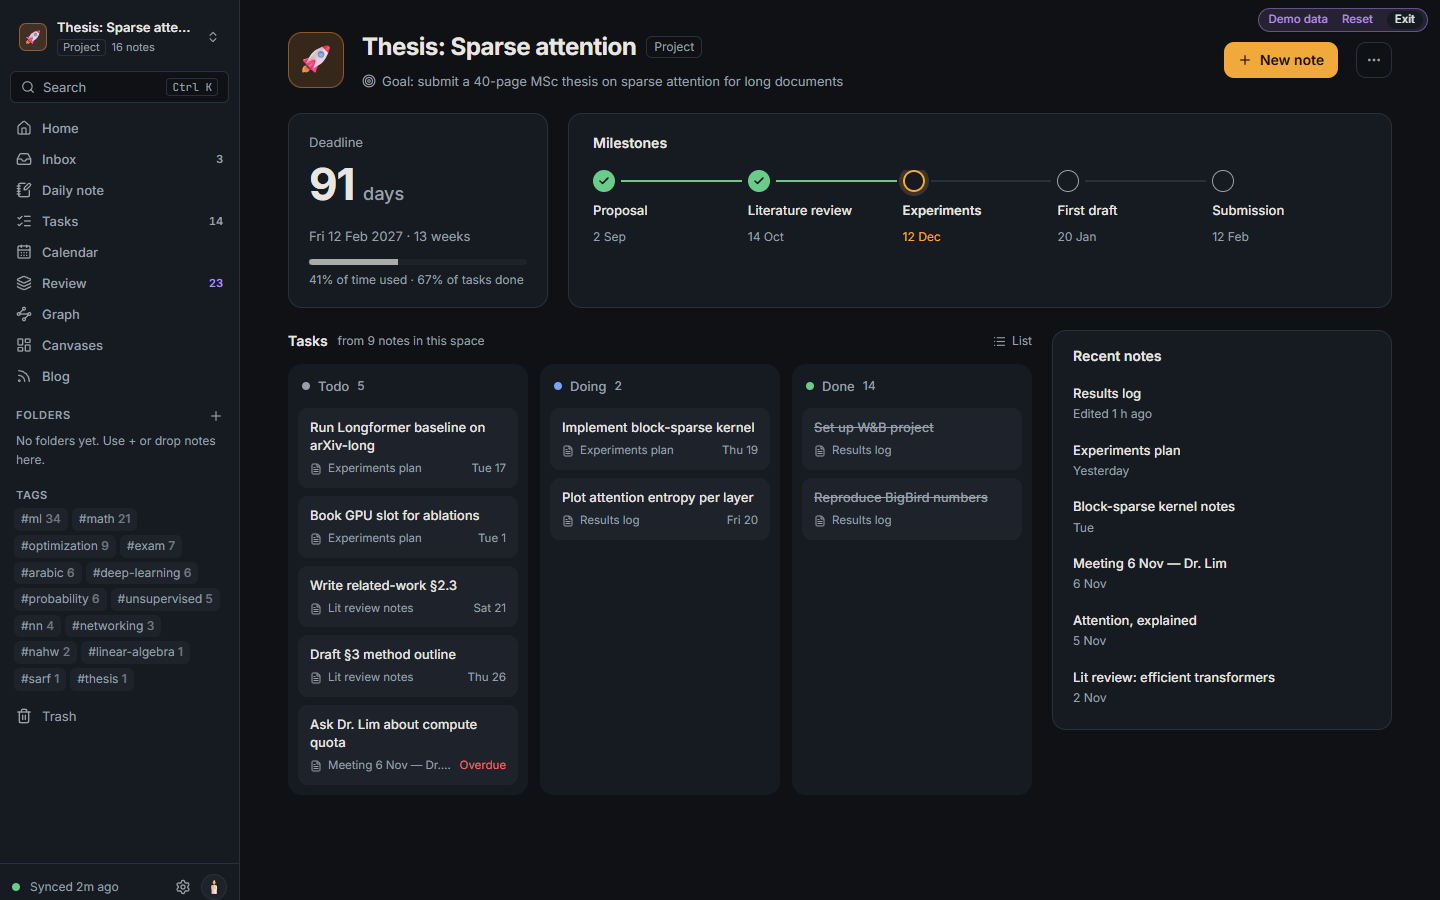 Thesis: Sparse atte...
Project 16 notes
Search Ctrl K
Home
Inbox 3
Daily note
Tasks 14
Calendar
Review 23
Graph
Canvases
Blog
FOLDERS
No folders yet. Use + or drop notes
here.
TAGS
#ml 34 #math 21
#optimization 9 #exam 7
#arabic 6 #deep-learning 6
#probability 6 #unsupervised 5
#nn 4 #networking 3
#nahw 2 #linear-algebra 1
#sarf 1 #thesis 1
Trash
Synced 2m ago
Demo data Reset Exit
Thesis: Sparse attention Project
Goal: submit a 40-page MSc thesis on sparse attention for long documents
+ New note
Deadline
91 days
Fri 12 Feb 2027 · 13 weeks
41% of time used · 67% of tasks done
Milestones
Proposal
2 Sep
Literature review
14 Oct
Experiments
12 Dec
First draft
20 Jan
Submission
12 Feb
Tasks from 9 notes in this space
List
Todo 5
Run Longformer baseline on
arXiv-long
Experiments plan Tue 17
Book GPU slot for ablations
Experiments plan Tue 1
Write related-work §2.3
Lit review notes Sat 21
Draft §3 method outline
Lit review notes Thu 26
Ask Dr. Lim about compute
quota
Meeting 6 Nov — Dr.... Overdue
Doing 2
Implement block-sparse kernel
Experiments plan Thu 19
Plot attention entropy per layer
Results log Fri 20
Done 14
Set up W&B project
Results log
Reproduce BigBird numbers
Results log
Recent notes
Results log
Edited 1 h ago
Experiments plan
Yesterday
Block-sparse kernel notes
Tue
Meeting 6 Nov — Dr. Lim
6 Nov
Attention, explained
5 Nov
Lit review: efficient transformers
2 Nov